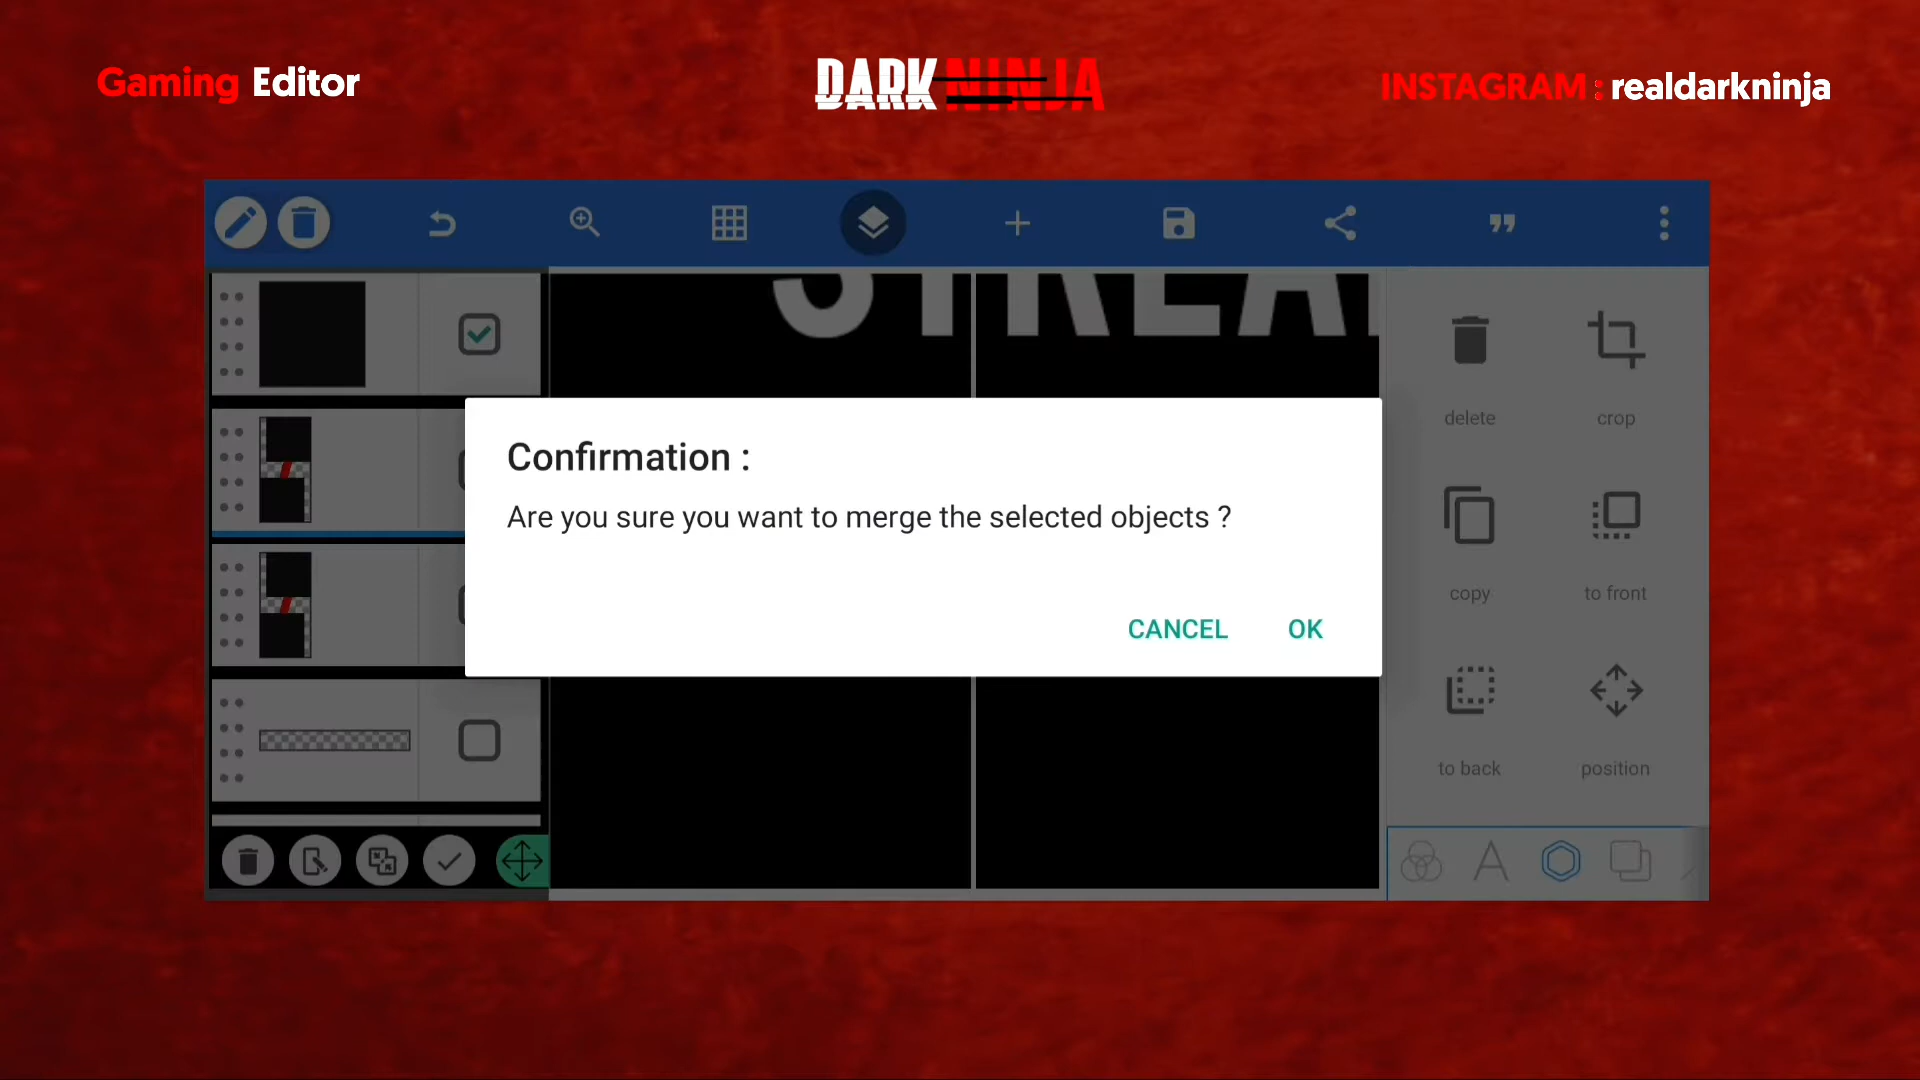 Gaming Editor
DARK NINJA
INSTAGRAM : realdarkninja
STREA
Confirmation :
Are you sure you want to merge the selected objects ?
CANCEL
OK
delete
crop
copy
to front
to back
position